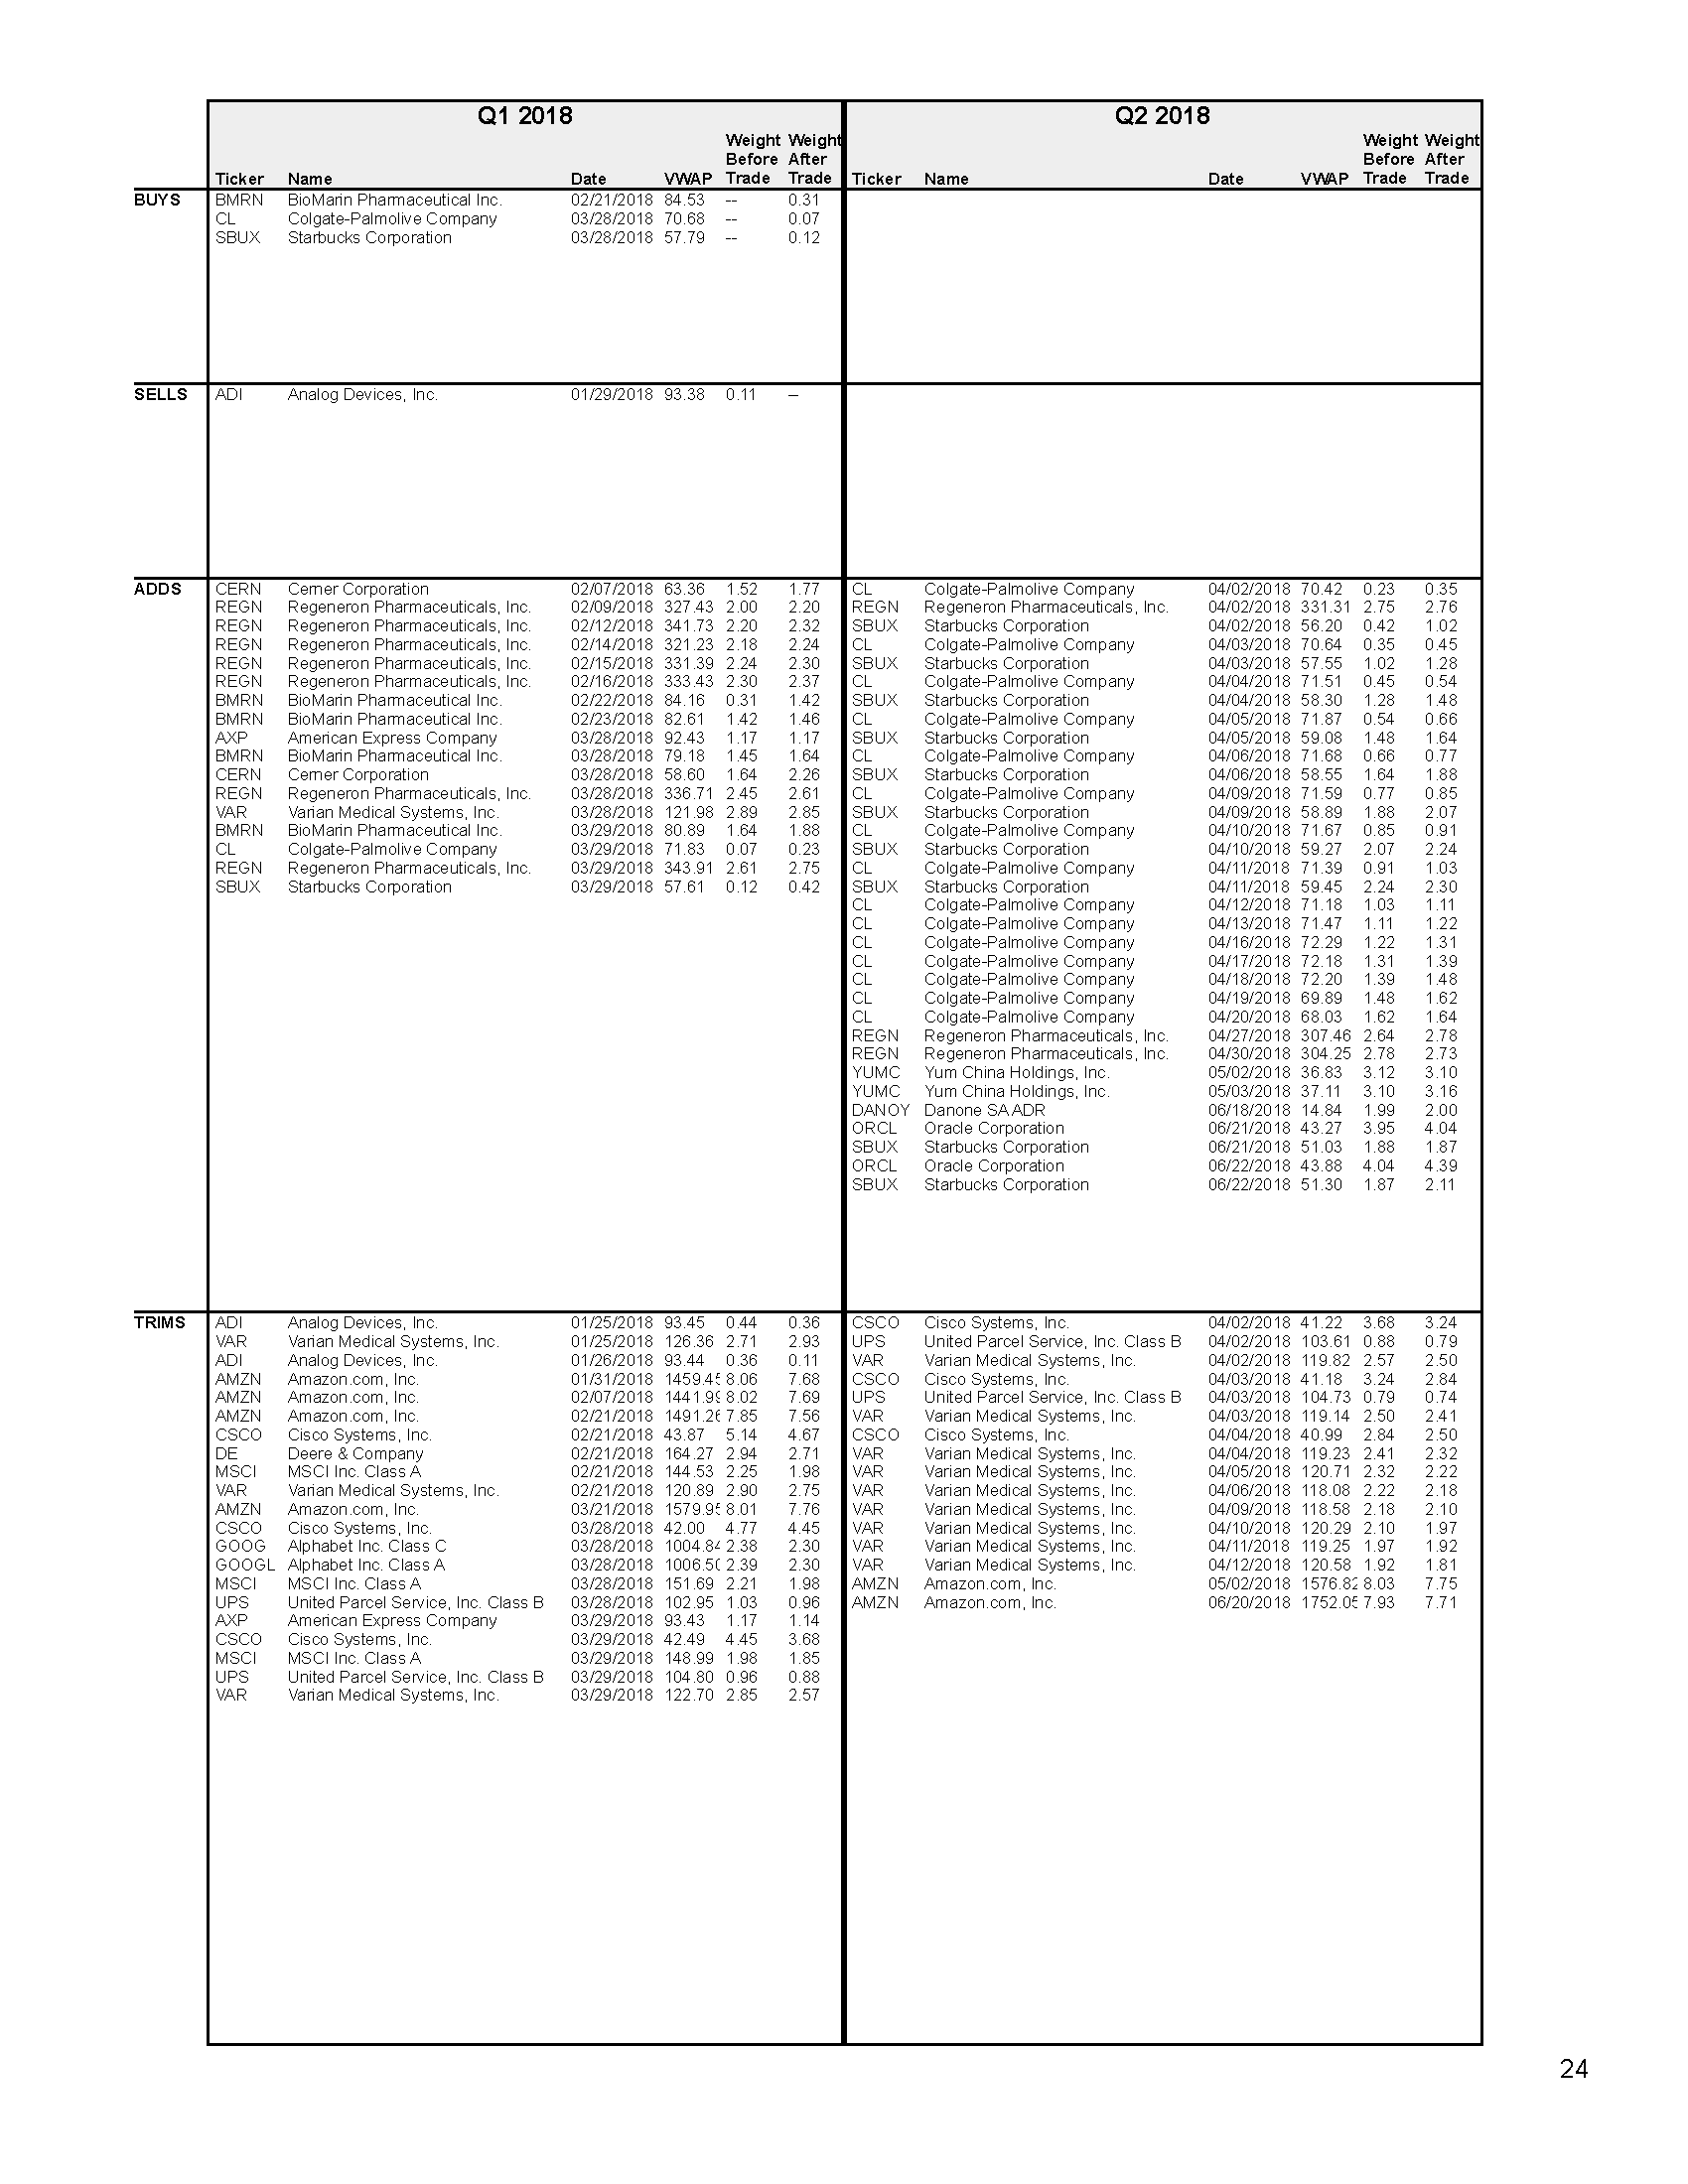 Q1 2018 Q2 2018
Weight Weight Weight Weight
Before After Before After
Ticker Name Date VWAP Trade Trade Ticker Name Date VWAP Trade Trade
BUYS BMRN BioMarin Pharmaceutical Inc. 02/21/2018 84.53 -- 0.31
CL Colgate-Palmolive Company 03/28/2018 70.68 -- 0.07
SBUX Starbucks Corporation 03/28/2018 57.79 -- 0.12
SELLS ADI Analog Devices, Inc. 01/29/2018 93.38 0.11 --
ADDS CERN Cerner Corporation 02/07/2018 63.36 1.52 1.77 CL Colgate-Palmolive Company 04/02/2018 70.42 0.23 0.35
REGN Regeneron Pharmaceuticals, Inc. 02/09/2018 327.43 2.00 2.20 REGN Regeneron Pharmaceuticals, Inc. 04/02/2018 331.31 2.75 2.76
REGN Regeneron Pharmaceuticals, Inc. 02/12/2018 341.73 2.20 2.32 SBUX Starbucks Corporation 04/02/2018 56.20 0.42 1.02
REGN Regeneron Pharmaceuticals, Inc. 02/14/2018 321.23 2.18 2.24 CL Colgate-Palmolive Company 04/03/2018 70.64 0.35 0.45
REGN Regeneron Pharmaceuticals, Inc. 02/15/2018 331.39 2.24 2.30 SBUX Starbucks Corporation 04/03/2018 57.55 1.02 1.28
REGN Regeneron Pharmaceuticals, Inc. 02/16/2018 333.43 2.30 2.37 CL Colgate-Palmolive Company 04/04/2018 71.51 0.45 0.54
BMRN BioMarin Pharmaceutical Inc. 02/22/2018 84.16 0.31 1.42 SBUX Starbucks Corporation 04/04/2018 58.30 1.28 1.48
BMRN BioMarin Pharmaceutical Inc. 02/23/2018 82.61 1.42 1.46 CL Colgate-Palmolive Company 04/05/2018 71.87 0.54 0.66
AXP American Express Company 03/28/2018 92.43 1.17 1.17 SBUX Starbucks Corporation 04/05/2018 59.08 1.48 1.64
BMRN BioMarin Pharmaceutical Inc. 03/28/2018 79.18 1.45 1.64 CL Colgate-Palmolive Company 04/06/2018 71.68 0.66 0.77
CERN Cerner Corporation 03/28/2018 58.60 1.64 2.26 SBUX Starbucks Corporation 04/06/2018 58.55 1.64 1.88
REGN Regeneron Pharmaceuticals, Inc. 03/28/2018 336.71 2.45 2.61 CL Colgate-Palmolive Company 04/09/2018 71.59 0.77 0.85
VAR Varian Medical Systems, Inc. 03/28/2018 121.98 2.89 2.85 SBUX Starbucks Corporation 04/09/2018 58.89 1.88 2.07
BMRN BioMarin Pharmaceutical Inc. 03/29/2018 80.89 1.64 1.88 CL Colgate-Palmolive Company 04/10/2018 71.67 0.85 0.91
CL Colgate-Palmolive Company 03/29/2018 71.83 0.07 0.23 SBUX Starbucks Corporation 04/10/2018 59.27 2.07 2.24
REGN Regeneron Pharmaceuticals, Inc. 03/29/2018 343.91 2.61 2.75 CL Colgate-Palmolive Company 04/11/2018 71.39 0.91 1.03
SBUX Starbucks Corporation 03/29/2018 57.61 0.12 0.42 SBUX Starbucks Corporation 04/11/2018 59.45 2.24 2.30
CL Colgate-Palmolive Company 04/12/2018 71.18 1.03 1.11
CL Colgate-Palmolive Company 04/13/2018 71.47 1.11 1.22
CL Colgate-Palmolive Company 04/16/2018 72.29 1.22 1.31
CL Colgate-Palmolive Company 04/17/2018 72.18 1.31 1.39
CL Colgate-Palmolive Company 04/18/2018 72.20 1.39 1.48
CL Colgate-Palmolive Company 04/19/2018 69.89 1.48 1.62
CL Colgate-Palmolive Company 04/20/2018 68.03 1.62 1.64
REGN Regeneron Pharmaceuticals, Inc. 04/27/2018 307.46 2.64 2.78
REGN Regeneron Pharmaceuticals, Inc. 04/30/2018 304.25 2.78 2.73
YUMC Yum China Holdings, Inc. 05/02/2018 36.83 3.12 3.10
YUMC Yum China Holdings, Inc. 05/03/2018 37.11 3.10 3.16
DANOY Danone SA ADR 06/18/2018 14.84 1.99 2.00
ORCL Oracle Corporation 06/21/2018 43.27 3.95 4.04
SBUX Starbucks Corporation 06/21/2018 51.03 1.88 1.87
ORCL Oracle Corporation 06/22/2018 43.88 4.04 4.39
SBUX Starbucks Corporation 06/22/2018 51.30 1.87 2.11
TRIMS ADI Analog Devices, Inc. 01/25/2018 93.45 0.44 0.36 CSCO Cisco Systems, Inc. 04/02/2018 41.22 3.68 3.24
VAR Varian Medical Systems, Inc. 01/25/2018 126.36 2.71 2.93 UPS United Parcel Service, Inc. Class B 04/02/2018 103.61 0.88 0.79
ADI Analog Devices, Inc. 01/26/2018 93.44 0.36 0.11 VAR Varian Medical Systems, Inc. 04/02/2018 119.82 2.57 2.50
AMZN Amazon.com, Inc. 01/31/2018 1459.45 8.06 7.68 CSCO Cisco Systems, Inc. 04/03/2018 41.18 3.24 2.84
AMZN Amazon.com, Inc. 02/07/2018 1441.99 8.02 7.69 UPS United Parcel Service, Inc. Class B 04/03/2018 104.73 0.79 0.74
AMZN Amazon.com, Inc. 02/21/2018 1491.26 7.85 7.56 VAR Varian Medical Systems, Inc. 04/03/2018 119.14 2.50 2.41
CSCO Cisco Systems, Inc. 02/21/2018 43.87 5.14 4.67 CSCO Cisco Systems, Inc. 04/04/2018 40.99 2.84 2.50
DE Deere & Company 02/21/2018 164.27 2.94 2.71 VAR Varian Medical Systems, Inc. 04/04/2018 119.23 2.41 2.32
MSCI MSCI Inc. Class A 02/21/2018 144.53 2.25 1.98 VAR Varian Medical Systems, Inc. 04/05/2018 120.71 2.32 2.22
VAR Varian Medical Systems, Inc. 02/21/2018 120.89 2.90 2.75 VAR Varian Medical Systems, Inc. 04/06/2018 118.08 2.22 2.18
AMZN Amazon.com, Inc. 03/21/2018 1579.95 8.01 7.76 VAR Varian Medical Systems, Inc. 04/09/2018 118.58 2.18 2.10
CSCO Cisco Systems, Inc. 03/28/2018 42.00 4.77 4.45 VAR Varian Medical Systems, Inc. 04/10/2018 120.29 2.10 1.97
GOOG Alphabet Inc. Class C 03/28/2018 1004.84 2.38 2.30 VAR Varian Medical Systems, Inc. 04/11/2018 119.25 1.97 1.92
GOOGL Alphabet Inc. Class A 03/28/2018 1006.50 2.39 2.30 VAR Varian Medical Systems, Inc. 04/12/2018 120.58 1.92 1.81
MSCI MSCI Inc. Class A 03/28/2018 151.69 2.21 1.98 AMZN Amazon.com, Inc. 05/02/2018 1576.82 8.03 7.75
UPS United Parcel Service, Inc. Class B 03/28/2018 102.95 1.03 0.96 AMZN Amazon.com, Inc. 06/20/2018 1752.05 7.93 7.71
AXP American Express Company 03/29/2018 93.43 1.17 1.14
CSCO Cisco Systems, Inc. 03/29/2018 42.49 4.45 3.68
MSCI MSCI Inc. Class A 03/29/2018 148.99 1.98 1.85
UPS United Parcel Service, Inc. Class B 03/29/2018 104.80 0.96 0.88
VAR Varian Medical Systems, Inc. 03/29/2018 122.70 2.85 2.57
24